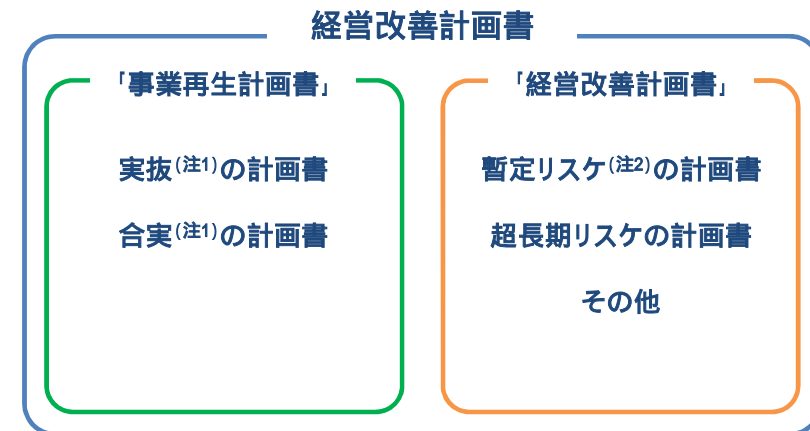 経営改善計画書
「事業再生計画書」
実抜(注1)の計画書
合実(注1)の計画書
「経営改善計画書」
暫定リスケ(注2)の計画書
超長期リスケの計画書
その他